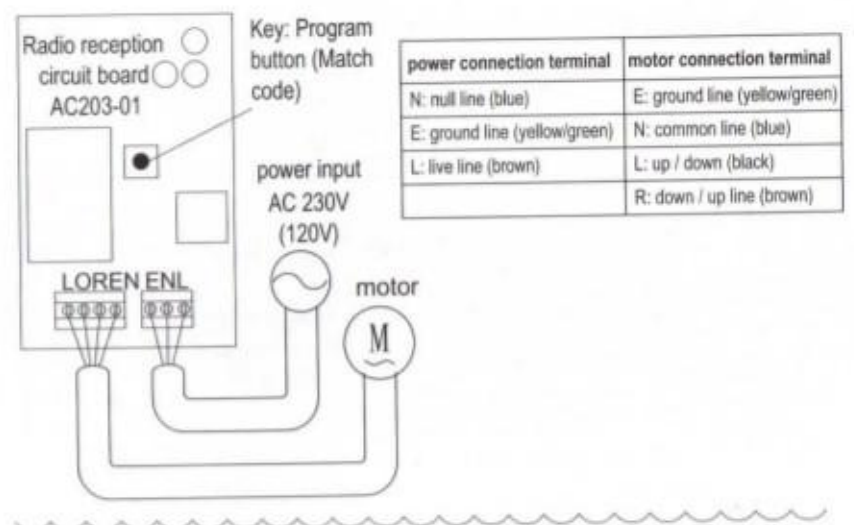 Radio reception
circuit board
AC203-01
Key: Program
button (Match
code)
power input
AC 230V
(120V)
motor
M
LOREN ENL
power connection terminal motor connection terminal
N: null line (blue) E: ground line (yellow/green)
E: ground line (yellow/green) N: common line (blue)
L: live line (brown) L: up / down (black)
R: down / up line (brown)